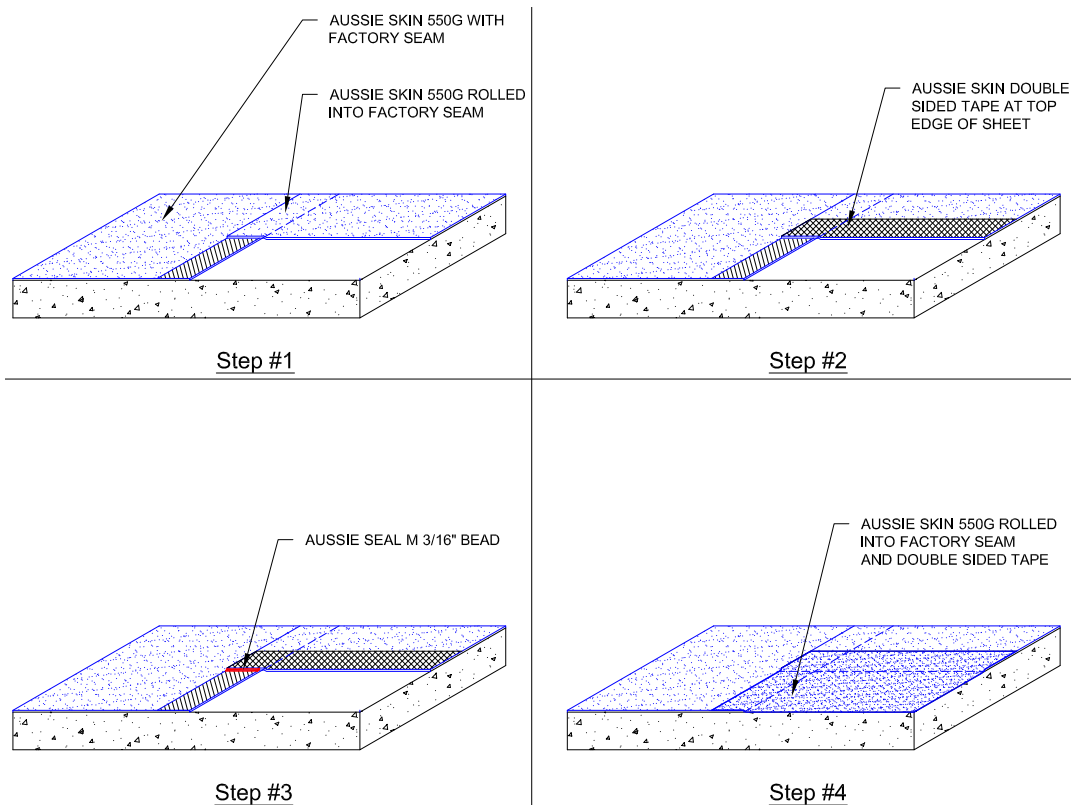 AUSSIE SKIN 550G WITH
FACTORY SEAM
AUSSIE SKIN 550G ROLLED
INTO FACTORY SEAM
Step #1
AUSSIE SKIN DOUBLE
SIDED TAPE AT TOP
EDGE OF SHEET
Step #2
AUSSIE SEAL M 3/16" BEAD
Step #3
AUSSIE SKIN 550G ROLLED
INTO FACTORY SEAM
AND DOUBLE SIDED TAPE
Step #4